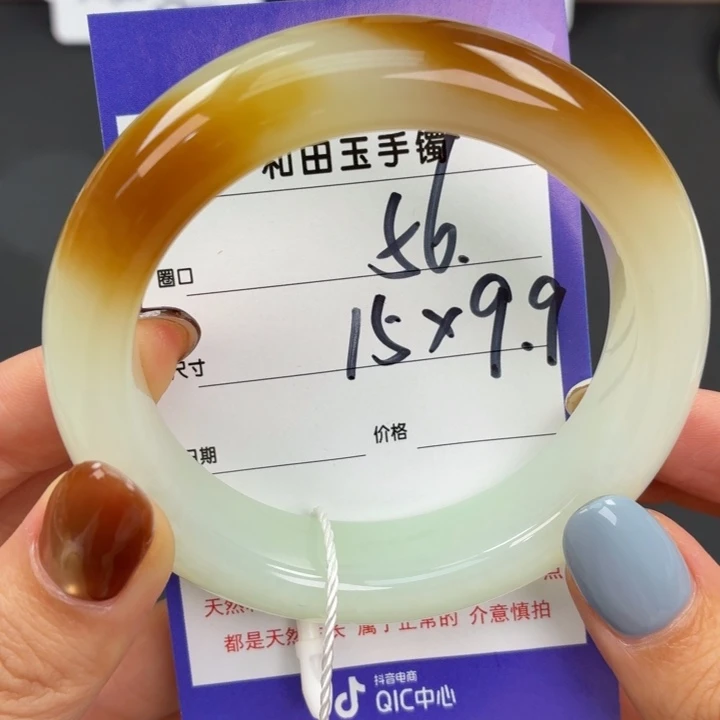 和田玉手镯
圈口 56.
尺寸 15×9.9
日期 价格
天然
都是天然 属于正常的 介意慎拍
抖音电商
QIC中心